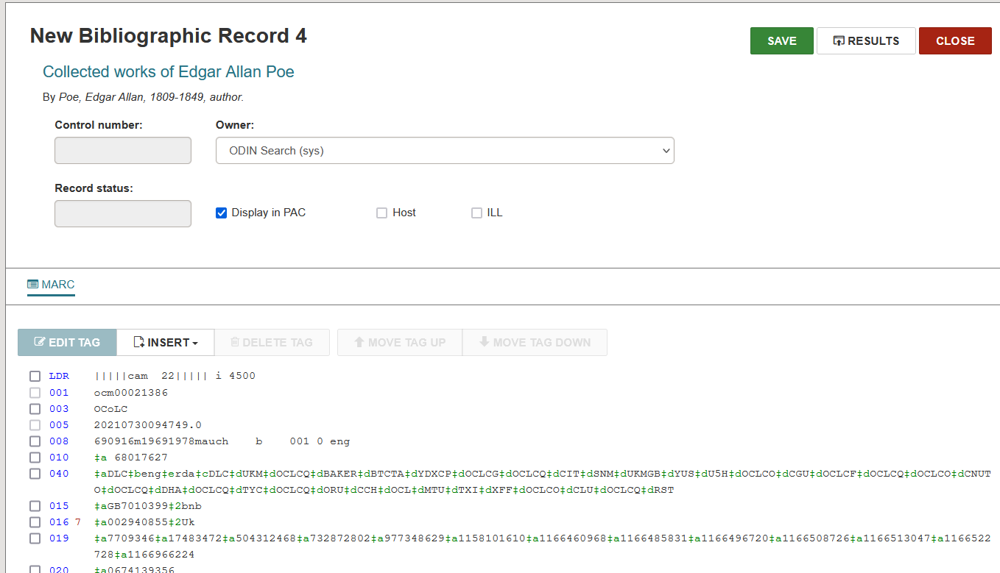 New Bibliographic Record 4
SAVE
RESULTS
CLOSE
Collected works of Edgar Allan Poe
By Poe, Edgar Allan, 1809-1849, author.
Control number:
Owner:
ODIN Search (sys)
Record status:
Display in PAC
Host
ILL
MARC
EDIT TAG
INSERT
DELETE TAG
MOVE TAG UP
MOVE TAG DOWN
LDR |||||cam  22||||| i 4500
001 ocm00021386
003 OCoLC
005 20210730094749.0
008 690916m19691978mauch    b    001 0 eng
010 ‡a 68017627
040 ‡aDLC‡beng‡erda‡cDLC‡dUKM‡dOCLCQ‡dBAKER‡dBTCTA‡dYDXCP‡dOCLCG‡dOCLCQ‡dCIT‡dSNM‡dUKMGB‡dYUS‡dU5H‡dOCLCO‡dCGU‡dOCLCF‡dOCLCQ‡dOCLCO‡dCNUT
O‡dOCLCQ‡dDHA‡dOCLCQ‡dTYC‡dOCLCQ‡dORU‡dCCH‡dOCL‡dMTU‡dTXI‡dXFF‡dOCLCO‡dCLU‡dOCLCQ‡dRST
015 ‡aGB7010399‡2bnb
016 7 ‡a002940855‡2Uk
019 ‡a7709346‡a17483472‡a504312468‡a732872802‡a977348629‡a1158101610‡a1166460968‡a1166485831‡a1166496720‡a1166508726‡a1166513047‡a1166522
728‡a1166966224
020 ‡a0674139356